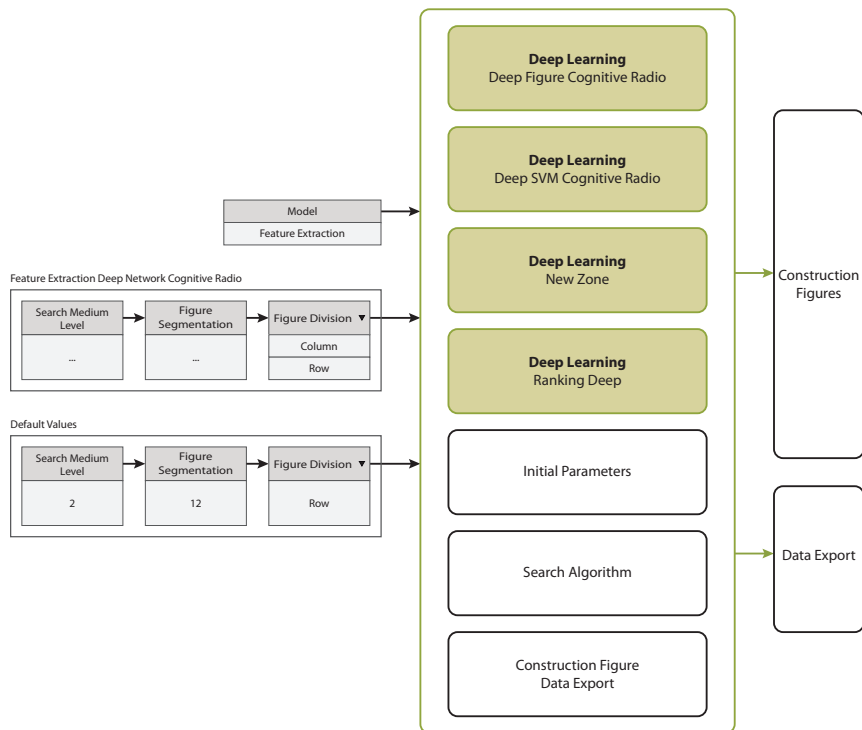 Model
Feature Extraction
Feature Extraction Deep Network Cognitive Radio
Search Medium
Level
...
Figure
Segmentation
...
Figure Division ▼
Column
Row
Default Values
Search Medium
Level
2
Figure
Segmentation
12
Figure Division ▼
Row
Deep Learning
Deep Figure Cognitive Radio
Deep Learning
Deep SVM Cognitive Radio
Deep Learning
New Zone
Deep Learning
Ranking Deep
Initial Parameters
Search Algorithm
Construction Figure
Data Export
Construction
Figures
Data Export